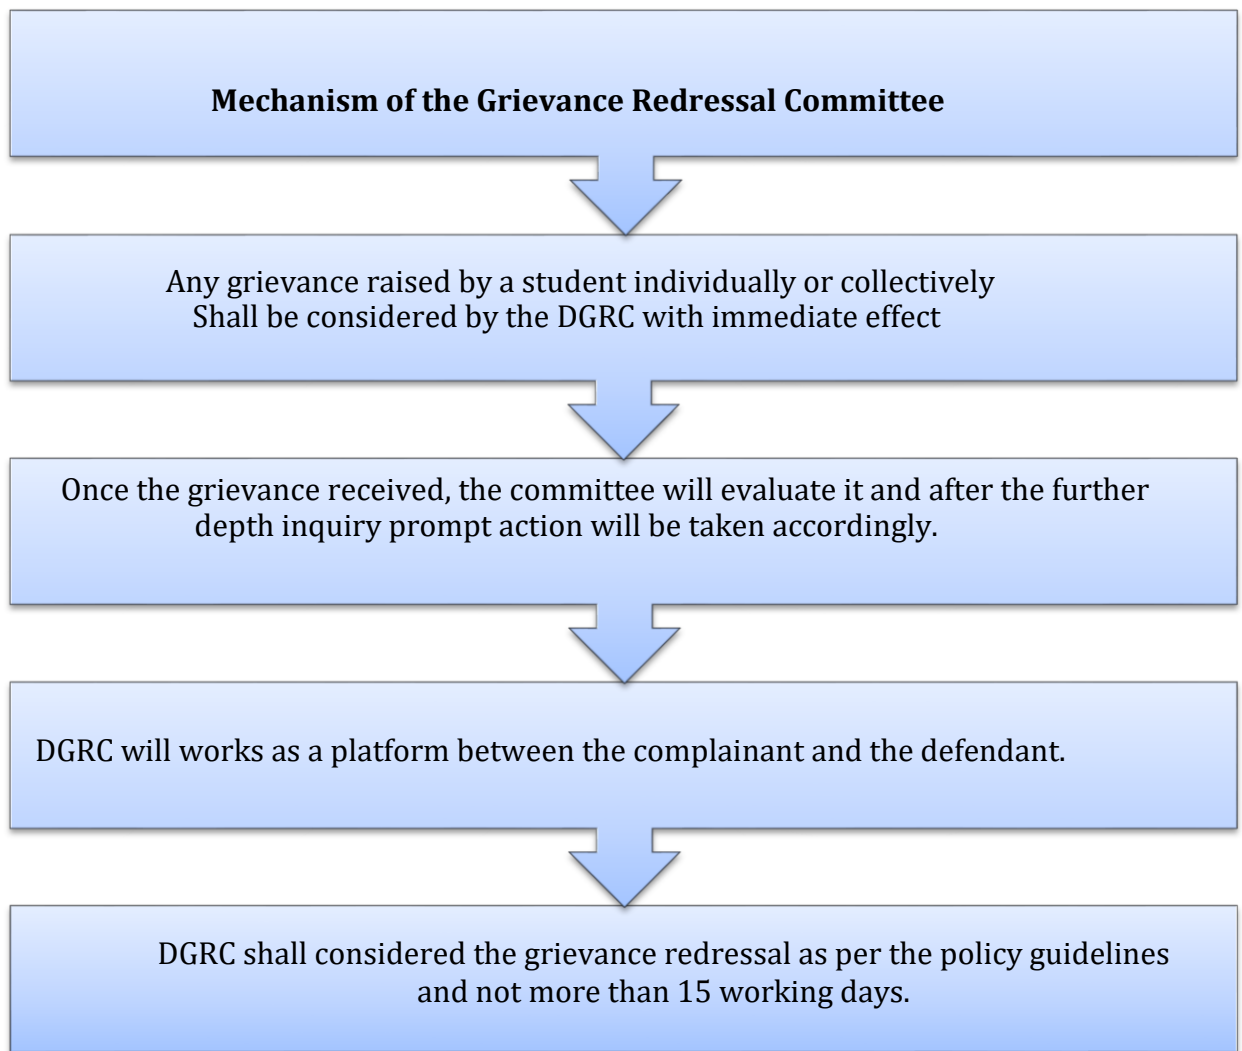 Mechanism of the Grievance Redressal Committee
Any grievance raised by a student individually or collectively
Shall be considered by the DGRC with immediate effect
Once the grievance received, the committee will evaluate it and after the further
depth inquiry prompt action will be taken accordingly.
DGRC will works as a platform between the complainant and the defendant.
DGRC shall considered the grievance redressal as per the policy guidelines
and not more than 15 working days.